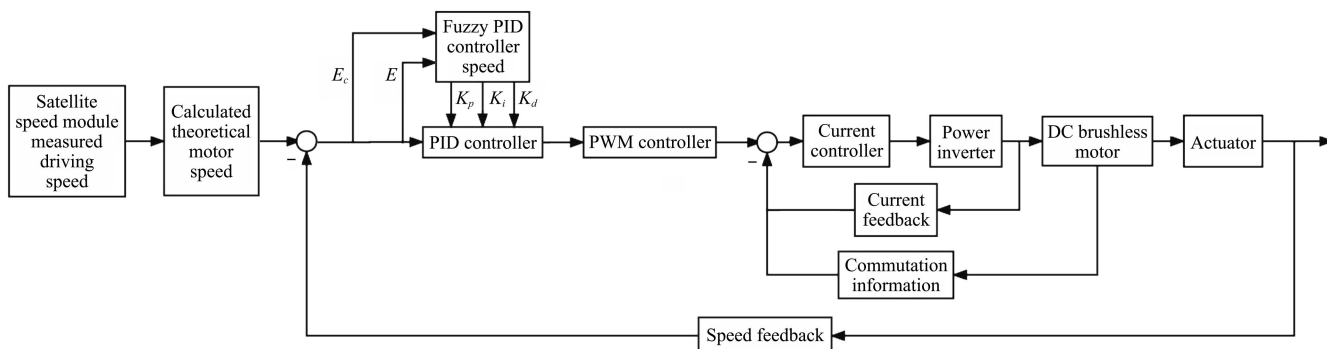 Satellite
speed module
measured
driving
speed
Calculated
theoretical
motor
speed
−
E_c
E
Fuzzy PID
controller
speed
K_p
K_i
K_d
PID controller
PWM controller
−
Current
controller
Power
inverter
DC brushless
motor
Actuator
Current
feedback
Commutation
information
Speed feedback